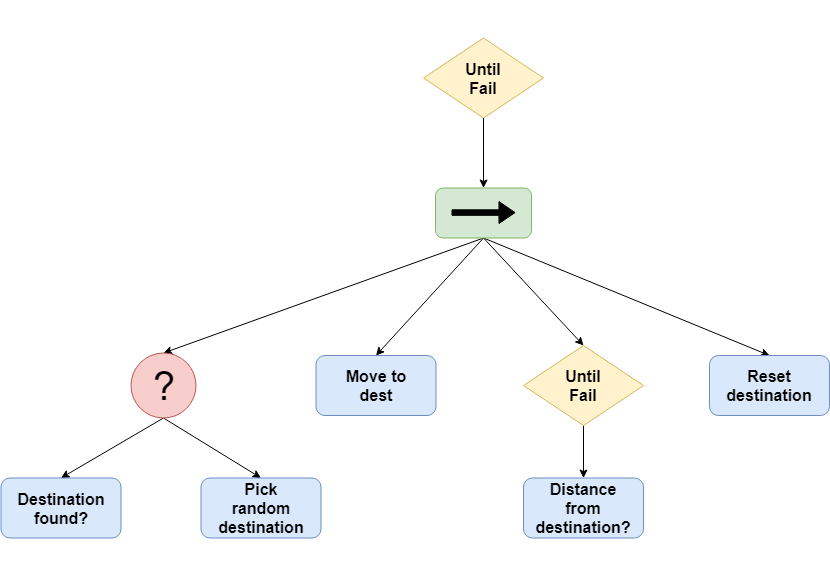 Until
Fail
?
Move to
dest
Until
Fail
Reset
destination
Destination
found?
Pick
random
destination
Distance
from
destination?